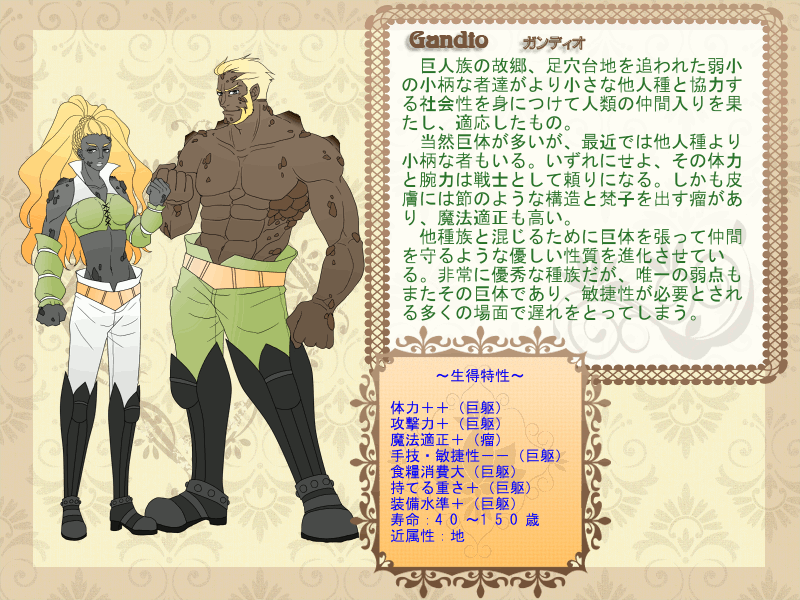 Gandio ガンディオ
　巨人族の故郷、足穴台地を追われた弱小
の小柄な者達がより小さな他人種と協力す
る社会性を身につけて人類の仲間入りを果
たし、適応したもの。
　当然巨体が多いが、最近では他人種より
小柄な者もいる。いずれにせよ、その体力
と腕力は戦士として頼りになる。しかも皮
膚には節のような構造と梵子を出す瘤があ
り、魔法適正も高い。
　他種族と混じるために巨体を張って仲間
を守るような優しい性質を進化させてい
る。非常に優秀な種族だが、唯一の弱点も
またその巨体であり、敏捷性が必要とされ
る多くの場面で遅れをとってしまう。
～生得特性～
体力＋＋（巨躯）
攻撃力＋（巨躯）
魔法適正＋（瘤）
手技・敏捷性－－（巨躯）
食糧消費大（巨躯）
持てる重さ＋（巨躯）
装備水準＋（巨躯）
寿命：４０～１５０歳
近属性：地